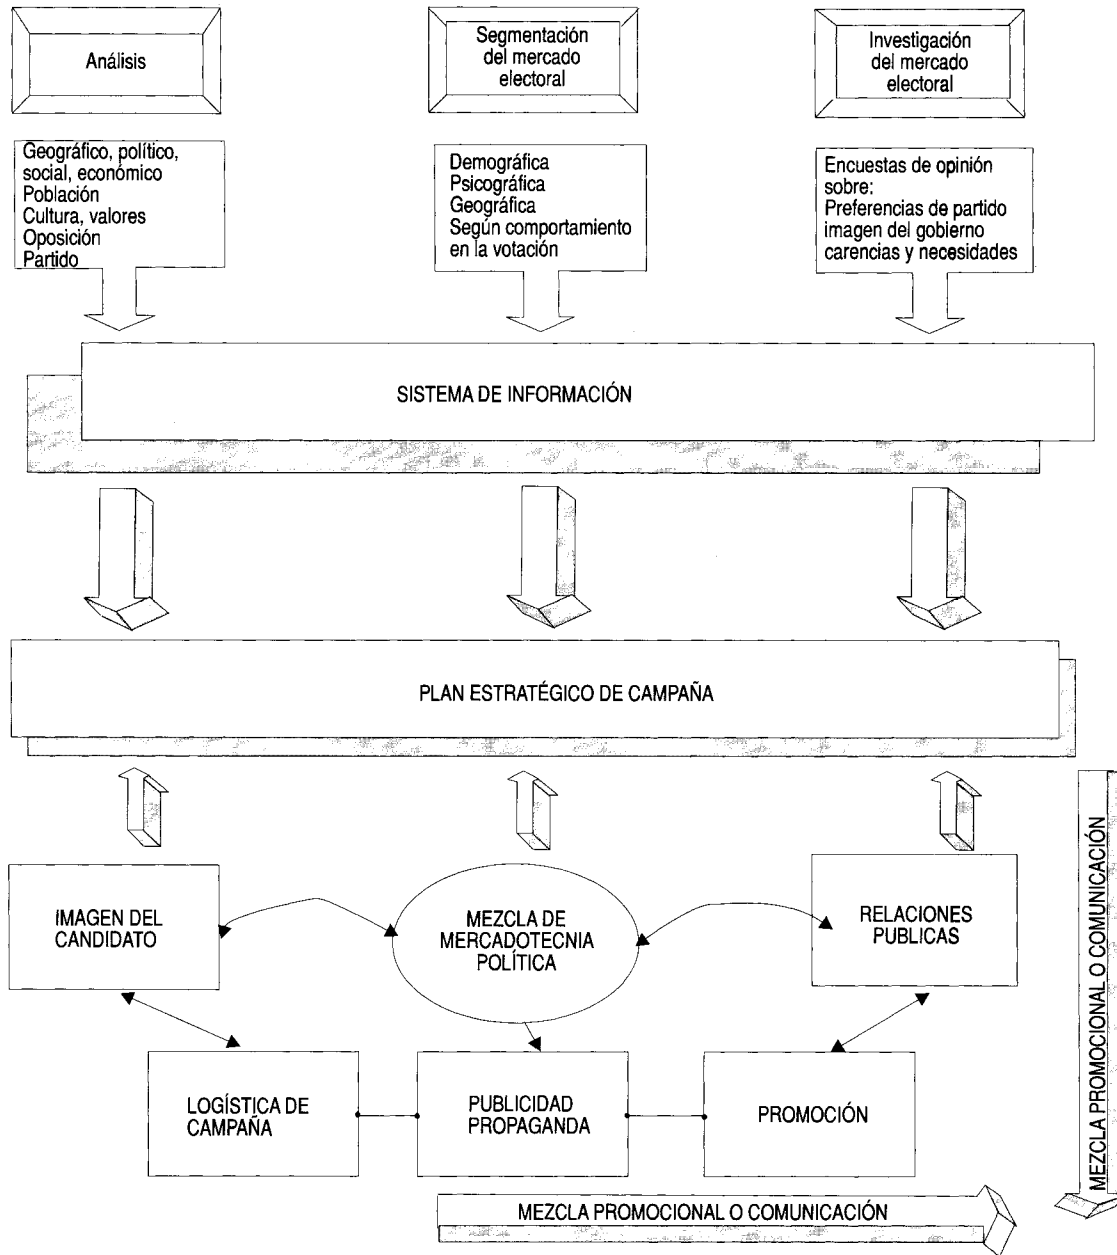 Análisis
Segmentación
del mercado
electoral
Investigación
del mercado
electoral
Geográfico, político,
social, económico
Población
Cultura, valores
Oposición
Partido
Demográfica
Psicográfica
Geográfica
Según comportamiento
en la votación
Encuestas de opinión
sobre:
Preferencias de partido
imagen del gobierno
carencias y necesidades
SISTEMA DE INFORMACIÓN
PLAN ESTRATÉGICO DE CAMPAÑA
IMAGEN DEL
CANDIDATO
MEZCLA DE
MERCADOTECNIA
POLÍTICA
RELACIONES
PUBLICAS
MEZCLA PROMOCIONAL O COMUNICACIÓN
LOGÍSTICA DE
CAMPAÑA
PUBLICIDAD
PROPAGANDA
PROMOCIÓN
MEZCLA PROMOCIONAL O COMUNICACIÓN